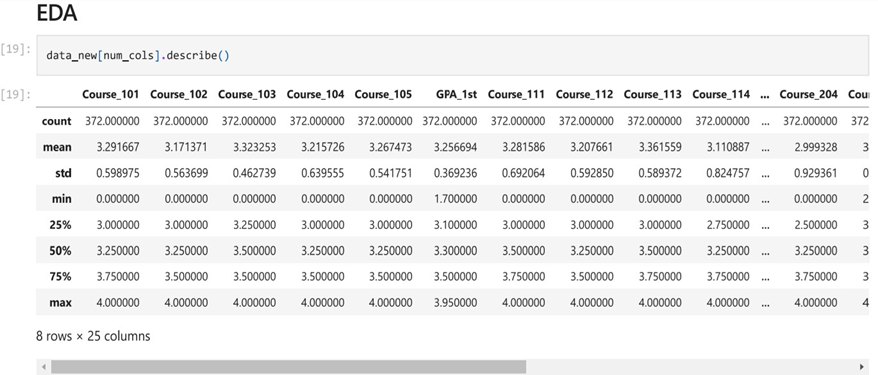 EDA
[19]: data_new[num_cols].describe()
[19]: Course_101 Course_102 Course_103 Course_104 Course_105 GPA_1st Course_111 Course_112 Course_113 Course_114 ... Course_204 Cou
count 372.000000 372.000000 372.000000 372.000000 372.000000 372.000000 372.000000 372.000000 372.000000 372.000000 ... 372.000000 372
mean 3.291667 3.171371 3.323253 3.215726 3.267473 3.256694 3.281586 3.207661 3.361559 3.110887 ... 2.999328 3
std 0.598975 0.563699 0.462739 0.639555 0.541751 0.369236 0.692064 0.592850 0.589372 0.824757 ... 0.929361 0
min 0.000000 0.000000 0.000000 0.000000 0.000000 1.700000 0.000000 0.000000 0.000000 0.000000 ... 0.000000 2
25% 3.000000 3.000000 3.250000 3.000000 3.000000 3.100000 3.000000 3.000000 3.000000 2.750000 ... 2.500000 3
50% 3.250000 3.250000 3.500000 3.250000 3.250000 3.300000 3.500000 3.250000 3.500000 3.250000 ... 3.250000 3
75% 3.750000 3.500000 3.500000 3.500000 3.500000 3.500000 3.750000 3.500000 3.750000 3.750000 ... 3.750000 3
max 4.000000 4.000000 4.000000 4.000000 4.000000 3.950000 4.000000 4.000000 4.000000 4.000000 ... 4.000000 4
8 rows × 25 columns